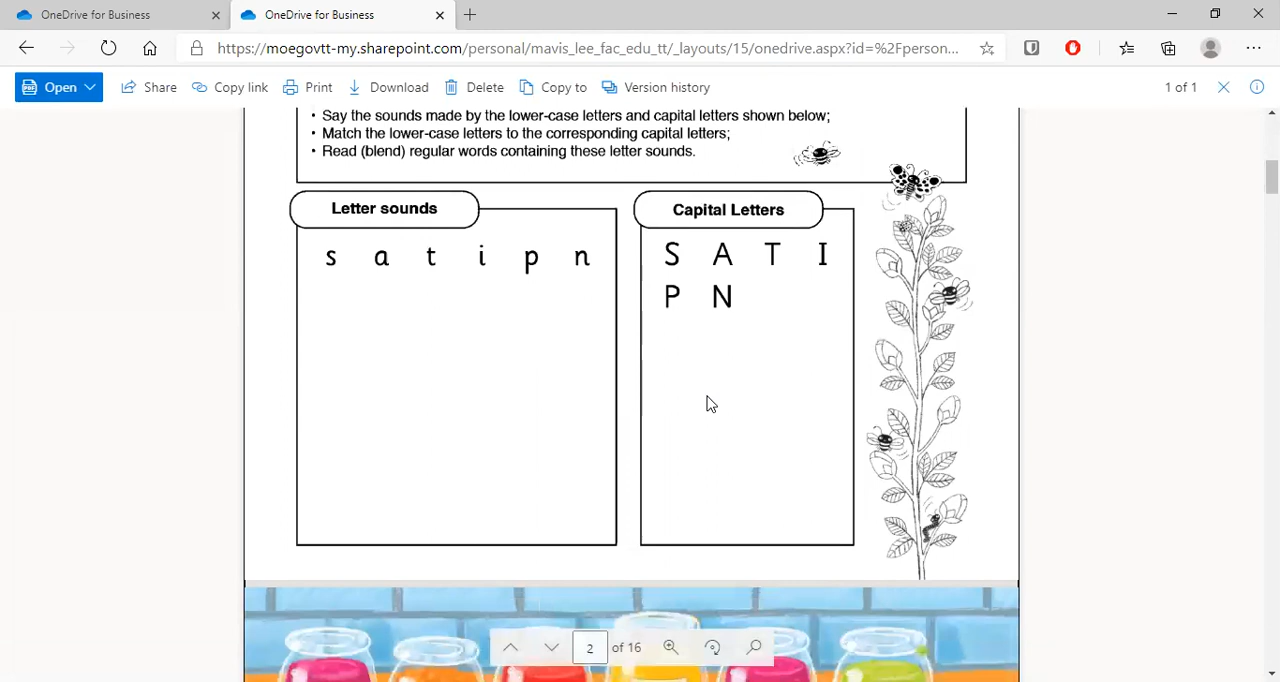 OneDrive for Business
OneDrive for Business
https://moegovtt-my.sharepoint.com/personal/mavis_lee_fac_edu_tt/_layouts/15/onedrive.aspx?id=%2Fperson...
Open Share Copy link Print Download Delete Copy to Version history 1 of 1
• Say the sounds made by the lower-case letters and capital letters shown below;
• Match the lower-case letters to the corresponding capital letters;
• Read (blend) regular words containing these letter sounds.
Letter sounds
s a t i p n
Capital Letters
S A T I
P N
2 of 16